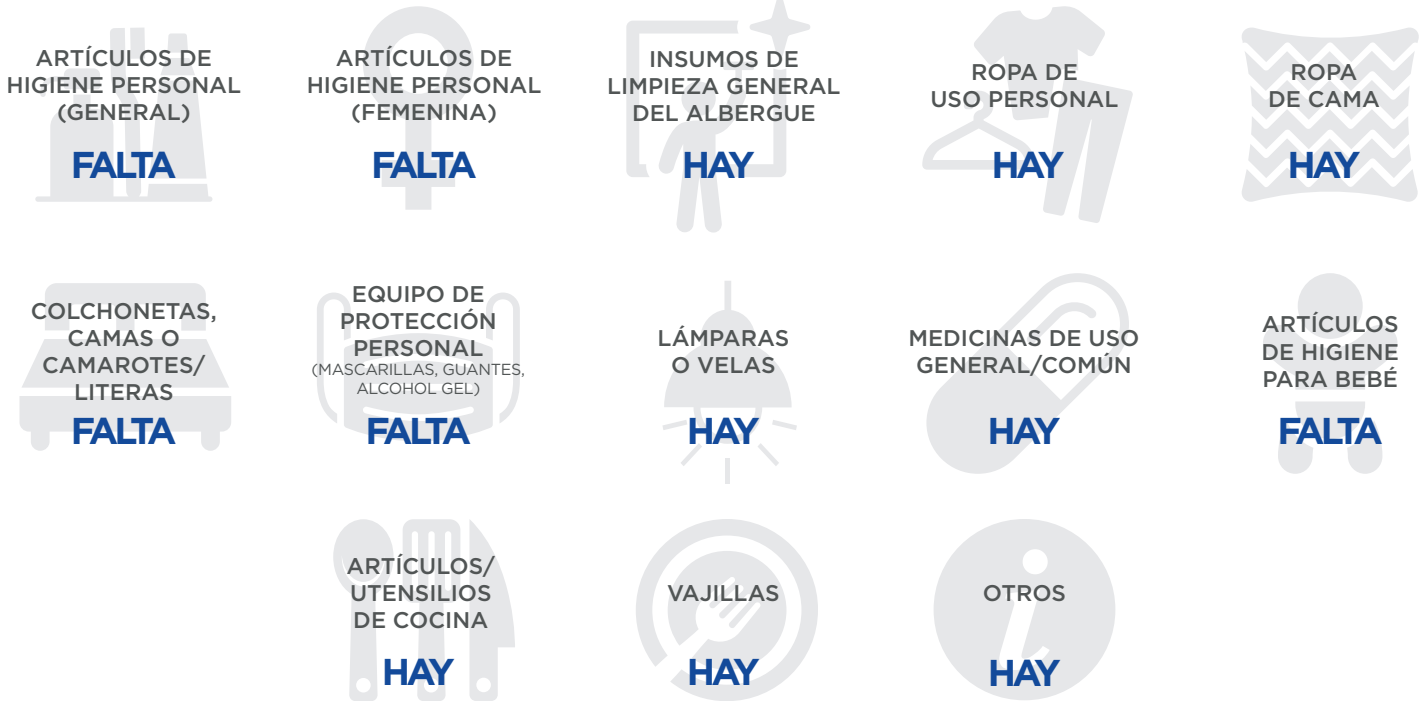 ARTÍCULOS DE
HIGIENE PERSONAL
(GENERAL)
FALTA
ARTÍCULOS DE
HIGIENE PERSONAL
(FEMENINA)
FALTA
INSUMOS DE
LIMPIEZA GENERAL
DEL ALBERGUE
HAY
ROPA DE
USO PERSONAL
HAY
ROPA
DE CAMA
HAY
COLCHONETAS,
CAMAS O
CAMAROTES/
LITERAS
FALTA
EQUIPO DE
PROTECCIÓN
PERSONAL
(MASCARILLAS, GUANTES,
ALCOHOL GEL)
FALTA
LÁMPARAS
O VELAS
HAY
MEDICINAS DE USO
GENERAL/COMÚN
HAY
ARTÍCULOS
DE HIGIENE
PARA BEBÉ
FALTA
ARTÍCULOS/
UTENSILIOS
DE COCINA
HAY
VAJILLAS
HAY
OTROS
HAY